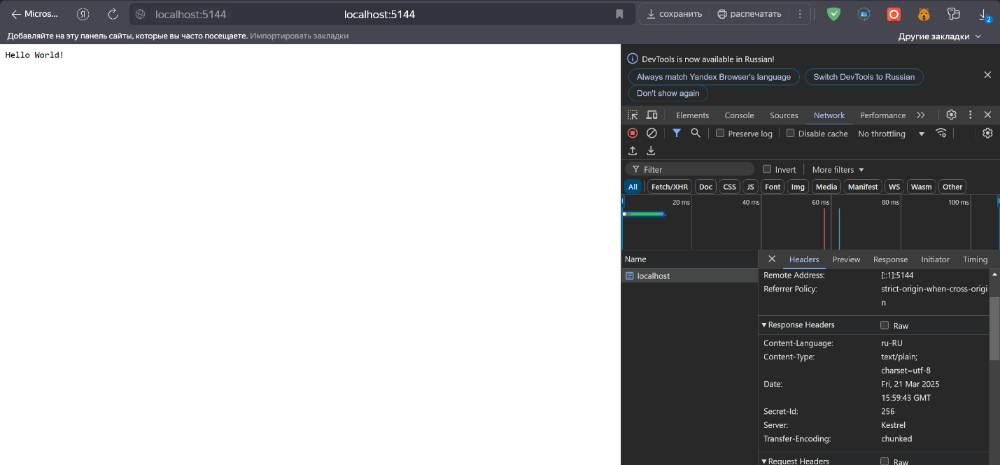 Micros...
localhost:5144
localhost:5144
сохранить
распечатать
2
Добавляйте на эту панель сайты, которые вы часто посещаете. Импортировать закладки
Другие закладки
Hello World!
DevTools is now available in Russian!
Always match Yandex Browser's language
Switch DevTools to Russian
Don't show again
Elements Console Sources Network Performance
Preserve log Disable cache No throttling
Filter Invert More filters
All Fetch/XHR Doc CSS JS Font Img Media Manifest WS Wasm Other
20 ms 40 ms 60 ms 80 ms 100 ms
Name
Headers Preview Response Initiator Timing
localhost
Remote Address: [::1]:5144
Referrer Policy: strict-origin-when-cross-origi
n
Response Headers Raw
Content-Language: ru-RU
Content-Type: text/plain;
charset=utf-8
Date: Fri, 21 Mar 2025
15:59:43 GMT
Secret-Id: 256
Server: Kestrel
Transfer-Encoding: chunked
Request Headers Raw